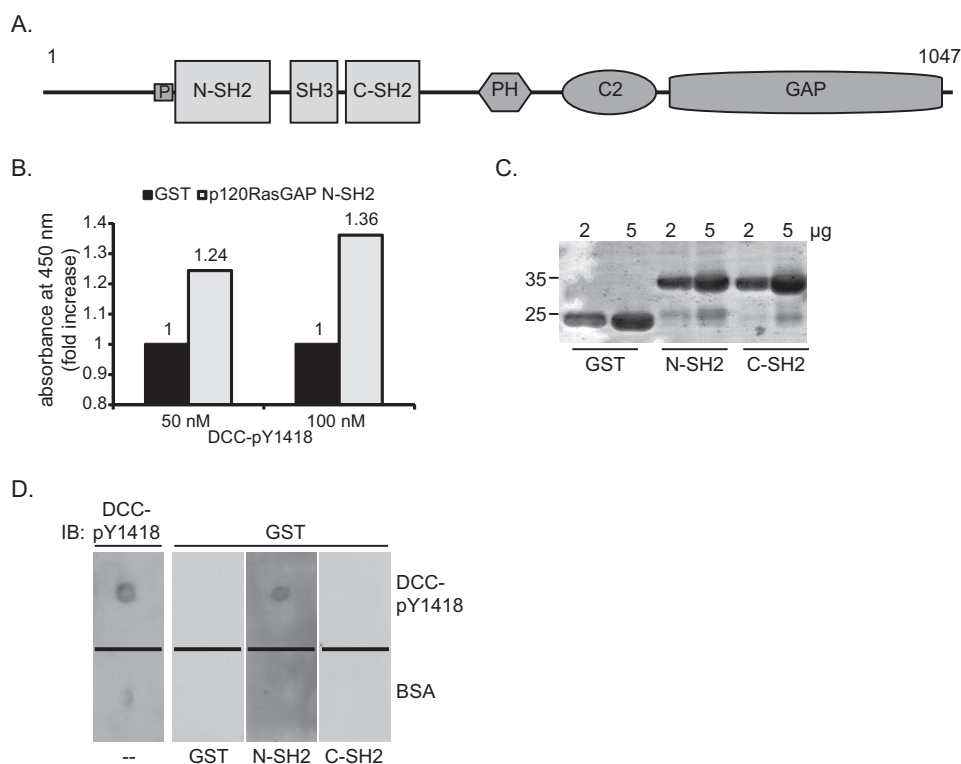 A.
1
1047
P
N-SH2
SH3
C-SH2
PH
C2
GAP
B.
GST p120RasGAP N-SH2
absorbance at 450 nm
(fold increase)
1.4
1.3
1.2
1.1
1
0.9
0.8
1
1.24
1
1.36
50 nM
100 nM
DCC-pY1418
C.
2 5 2 5 2 5 µg
35
25
GST N-SH2 C-SH2
D.
DCC-
IB: pY1418 GST
DCC-
pY1418
BSA
-- GST N-SH2 C-SH2